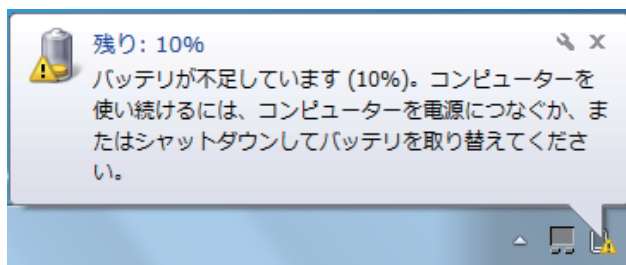 残り: 10%
バッテリが不足しています (10%)。コンピューターを
使い続けるには、コンピューターを電源につなぐか、ま
たはシャットダウンしてバッテリを取り替えてくださ
い。